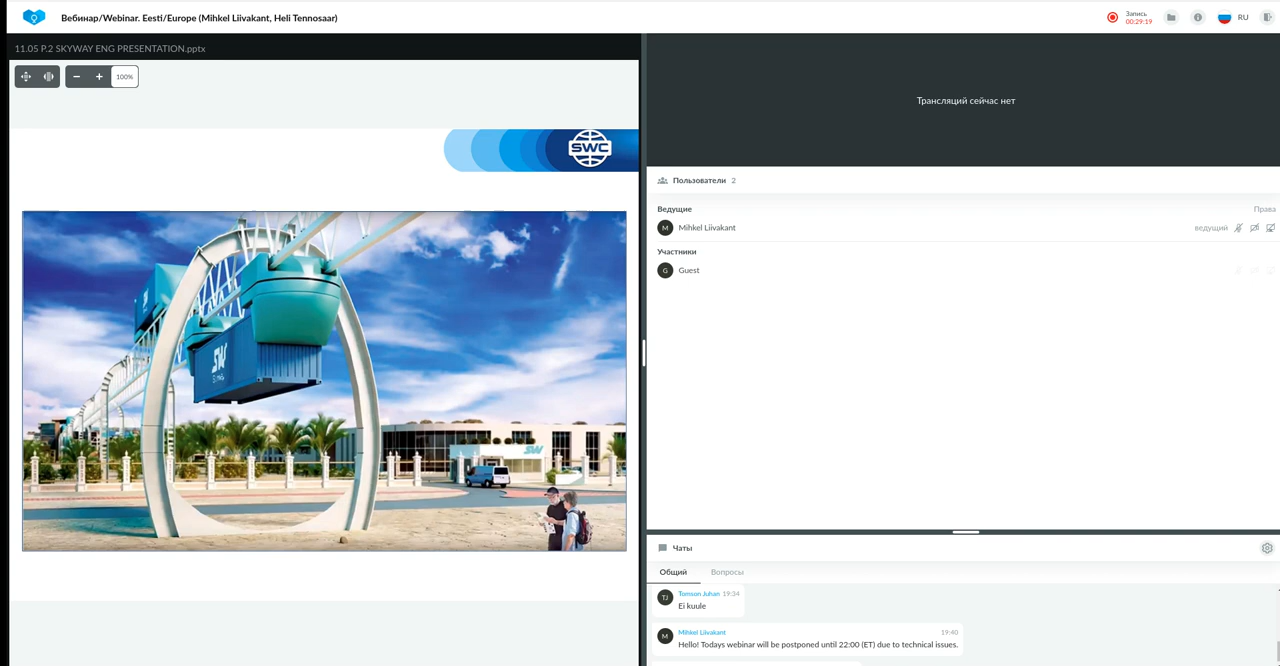 Вебинар/Webinar. Eesti/Europe (Mihkel Liivakant, Heli Tennosaar)
Запись
00:29:19
RU
11.05 P.2 SKYWAY ENG PRESENTATION.pptx
100%
SWC
SW
SW
Трансляций сейчас нет
Пользователи 2
Ведущие Права
M Mihkel Liivakant ведущий
Участники
G Guest
Чаты
Общий Вопросы
TJ Tomson Juhan 19:34
Ei kuule
M Mihkel Liivakant 19:40
Hello! Todays webinar will be postponed until 22:00 (ET) due to technical issues.